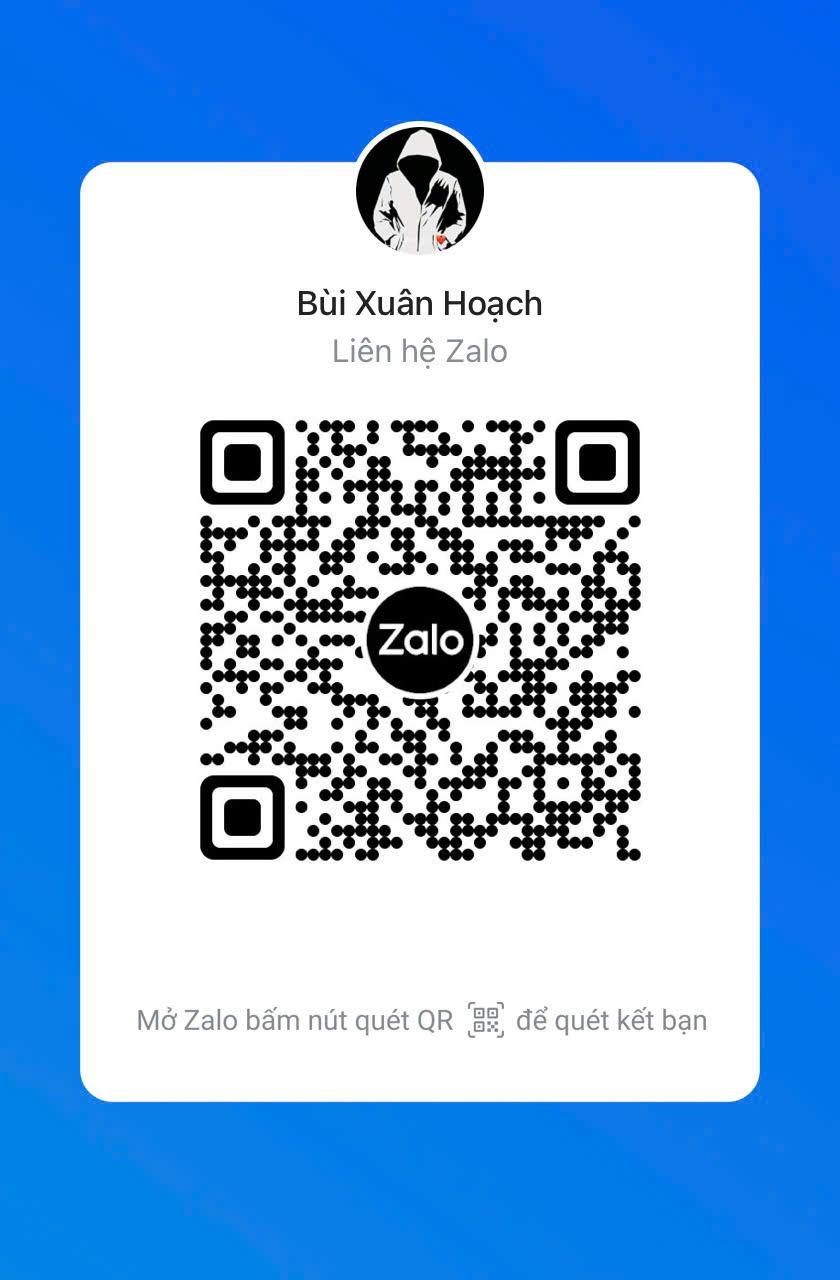 Bùi Xuân Hoạch
Liên hệ Zalo
Zalo
Mở Zalo bấm nút quét QR để quét kết bạn